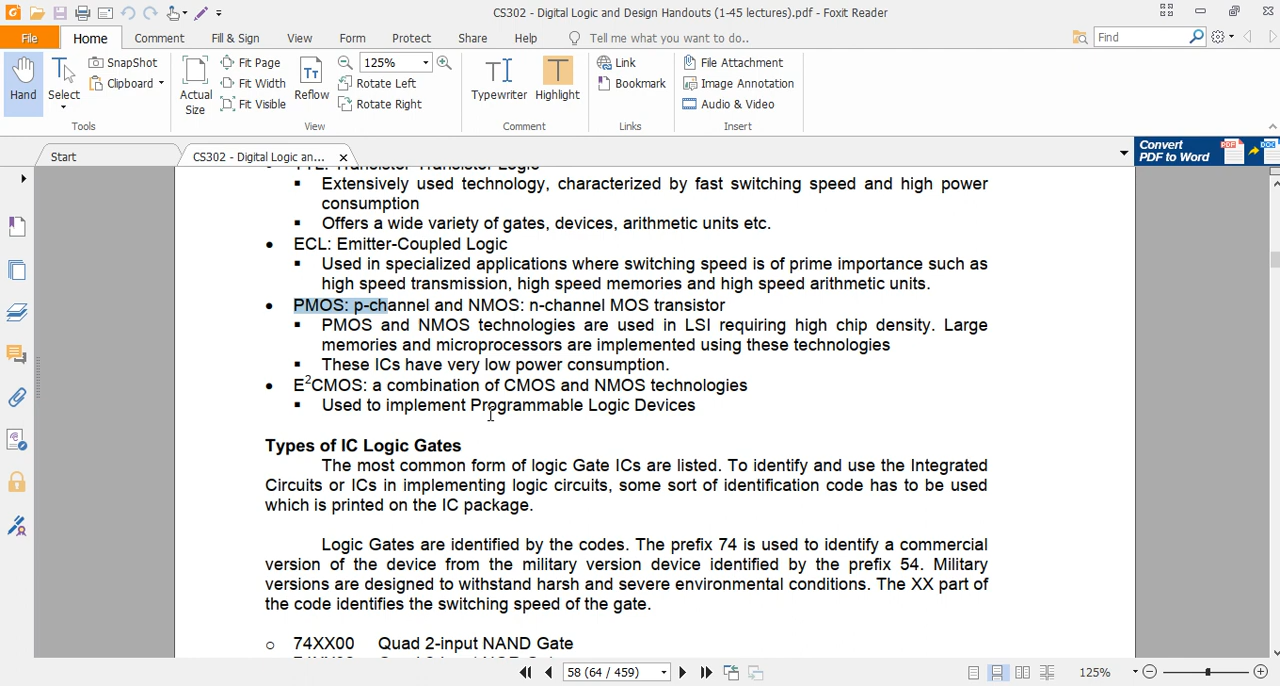 CS302 - Digital Logic and Design Handouts (1-45 lectures).pdf - Foxit Reader
File Home Comment Fill & Sign View Form Protect Share Help Tell me what you want to do.. Find
Hand
Select
SnapShot
Clipboard
Tools
Actual Size
Fit Page
Fit Width
Fit Visible
Reflow
125%
Rotate Left
Rotate Right
View
Typewriter
Highlight
Comment
Link
Bookmark
Links
File Attachment
Image Annotation
Audio & Video
Insert
Start
CS302 - Digital Logic an...
Convert
PDF to Word
PDF DOC
TTL: Transistor-Transistor Logic
▪ Extensively used technology, characterized by fast switching speed and high power
consumption
▪ Offers a wide variety of gates, devices, arithmetic units etc.
• ECL: Emitter-Coupled Logic
▪ Used in specialized applications where switching speed is of prime importance such as
high speed transmission, high speed memories and high speed arithmetic units.
• PMOS: p-channel and NMOS: n-channel MOS transistor
▪ PMOS and NMOS technologies are used in LSI requiring high chip density. Large
memories and microprocessors are implemented using these technologies
▪ These ICs have very low power consumption.
• E²CMOS: a combination of CMOS and NMOS technologies
▪ Used to implement Programmable Logic Devices
Types of IC Logic Gates
The most common form of logic Gate ICs are listed. To identify and use the Integrated
Circuits or ICs in implementing logic circuits, some sort of identification code has to be used
which is printed on the IC package.
Logic Gates are identified by the codes. The prefix 74 is used to identify a commercial
version of the device from the military version device identified by the prefix 54. Military
versions are designed to withstand harsh and severe environmental conditions. The XX part of
the code identifies the switching speed of the gate.
o 74XX00 Quad 2-input NAND Gate
58 (64 / 459)
125%